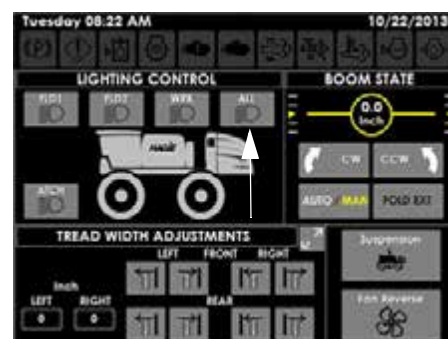 Tuesday 08:22 AM 10/22/2013
LIGHTING CONTROL
BOOM STATE
FLD1 FLD2 WRK ALL
0.0
Inch
HAGIE
CW CCW
ATCH
AUTO / MAN FOLD EXT
TREAD WIDTH ADJUSTMENTS
Suspension
LEFT FRONT RIGHT
Inch
LEFT RIGHT
REAR
Fan Reverse
0 0